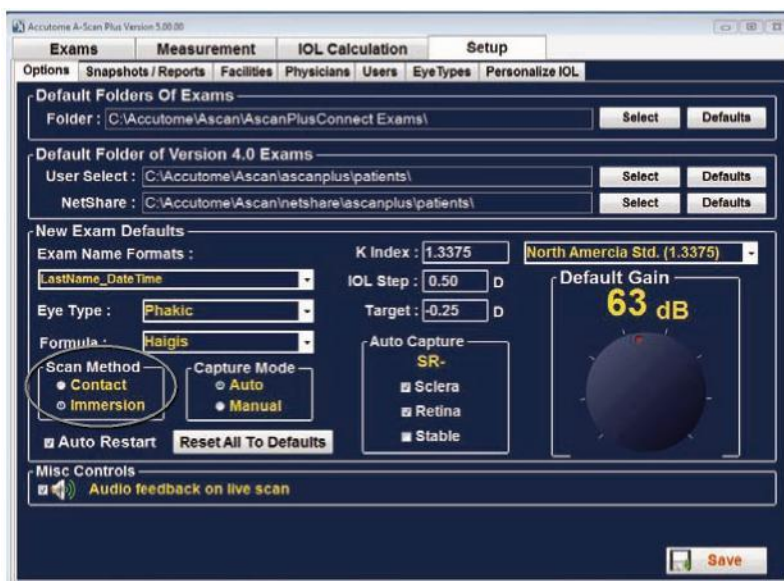 Accutome A-Scan Plus Version 5.00.00
Exams Measurement IOL Calculation Setup
Options Snapshots / Reports Facilities Physicians Users Eye Types Personalize IOL
Default Folders Of Exams
Folder : C:\Accutome\Ascan\AscanPlusConnect Exams\ Select Defaults
Default Folder of Version 4.0 Exams
User Select : C:\Accutome\Ascan\ascanplus\patients\ Select Defaults
NetShare : C:\Accutome\Ascan\netshare\ascanplus\patients\ Select Defaults
New Exam Defaults
Exam Name Formats : K Index : 1.3375 North Amercia Std. (1.3375)
LastName_DateTime IOL Step : 0.50 D Default Gain
Eye Type : Phakic Target : -0.25 D 63 dB
Formula : Haigis Auto Capture
Scan Method Capture Mode SR-
Contact Auto Sclera
Immersion Manual Retina
Auto Restart Reset All To Defaults Stable
Misc Controls
Audio feedback on live scan
Save